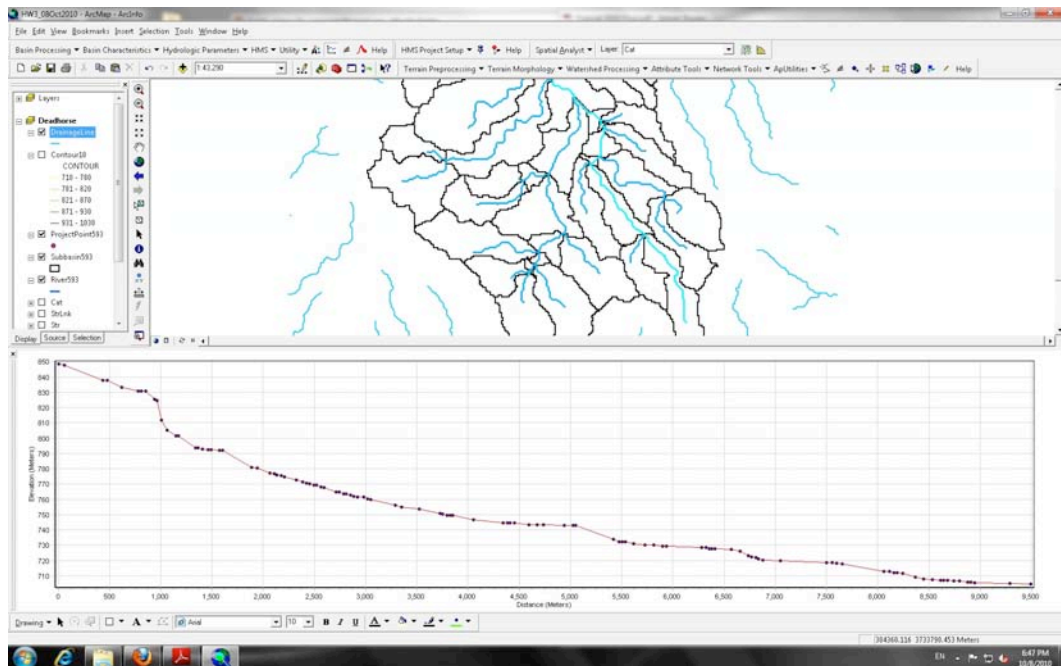 HW3_08Oct2010 - ArcMap - ArcInfo
File Edit View Bookmarks Insert Selection Tools Window Help
Basin Processing Basin Characteristics Hydrologic Parameters HMS Utility Help HMS Project Setup Help Spatial Analyst Layer: Cat
1:43,290 Terrain Preprocessing Terrain Morphology Watershed Processing Attribute Tools Network Tools ApUtilities Help
Layers
Deadhorse
DrainageLine
Contour10
CONTOUR
710 - 780
781 - 820
821 - 870
871 - 930
931 - 1030
ProjectPoint593
Subbasin593
River593
Cat
StrLnk
Str
Display Source Selection
850
840
830
820
810
800
790
780
770
760
750
740
730
720
710
Elevation (Meters)
0 500 1,000 1,500 2,000 2,500 3,000 3,500 4,000 4,500 5,000 5,500 6,000 6,500 7,000 7,500 8,000 8,500 9,000 9,500
Distance (Meters)
Drawing A Arial 10 B I U A
384368.116 3733790.453 Meters
EN 6:47 PM
10/8/2010